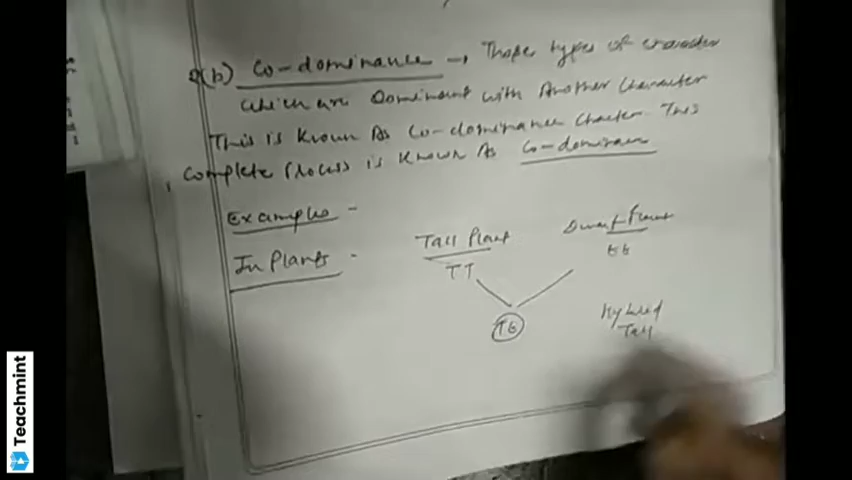 2(b) Co-dominance → Those types of character
which are Dominant with Another Character
This is known As Co-dominance Character. This
complete Process is known As Co-dominance
Examples -
In Plants -
Tall Plant
Dwarf Plant
TT
tt
Tt
Hybrid
Tall
Teachmint